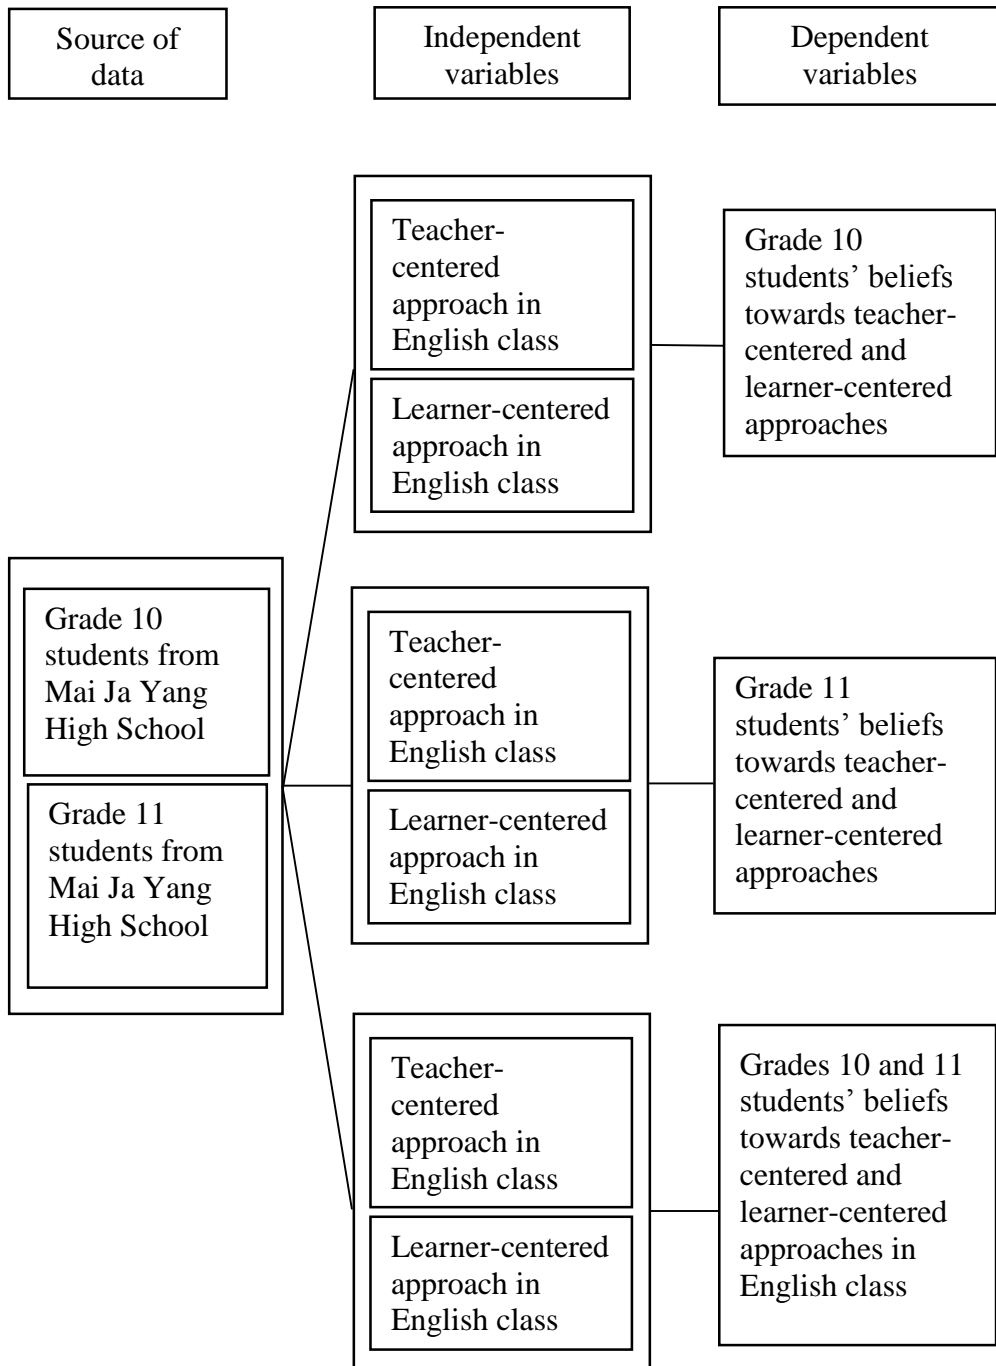 Source of
data
Independent
variables
Dependent
variables
Teacher-
centered
approach in
English class
Learner-centered
approach in
English class
Grade 10
students’ beliefs
towards teacher-
centered and
learner-centered
approaches
Grade 10
students from
Mai Ja Yang
High School
Grade 11
students from
Mai Ja Yang
High School
Teacher-
centered
approach in
English class
Learner-centered
approach in
English class
Grade 11
students’ beliefs
towards teacher-
centered and
learner-centered
approaches
Teacher-
centered
approach in
English class
Learner-centered
approach in
English class
Grades 10 and 11
students’ beliefs
towards teacher-
centered and
learner-centered
approaches in
English class